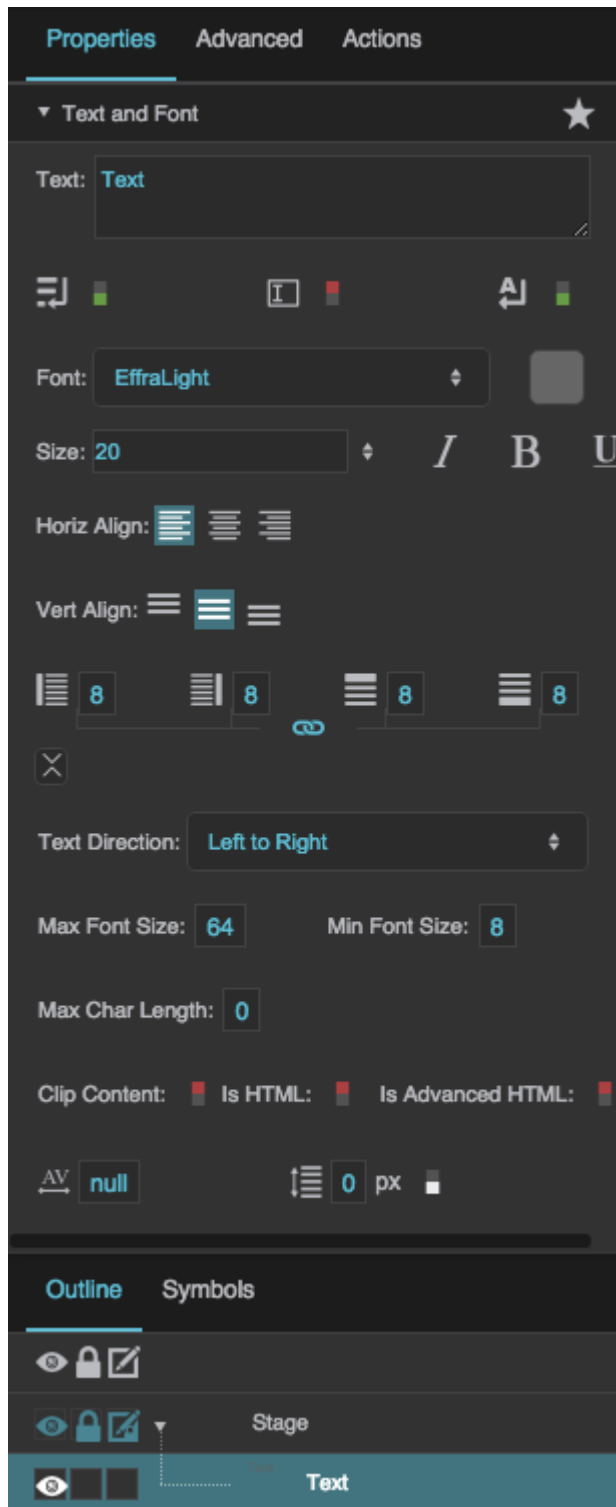 Properties Advanced Actions
Text and Font
Text: Text
Font: EffraLight
Size: 20 I B U
Horiz Align:
Vert Align:
8 8 8 8
Text Direction: Left to Right
Max Font Size: 64 Min Font Size: 8
Max Char Length: 0
Clip Content: Is HTML: Is Advanced HTML:
AV null 0 px
Outline Symbols
Stage
Text